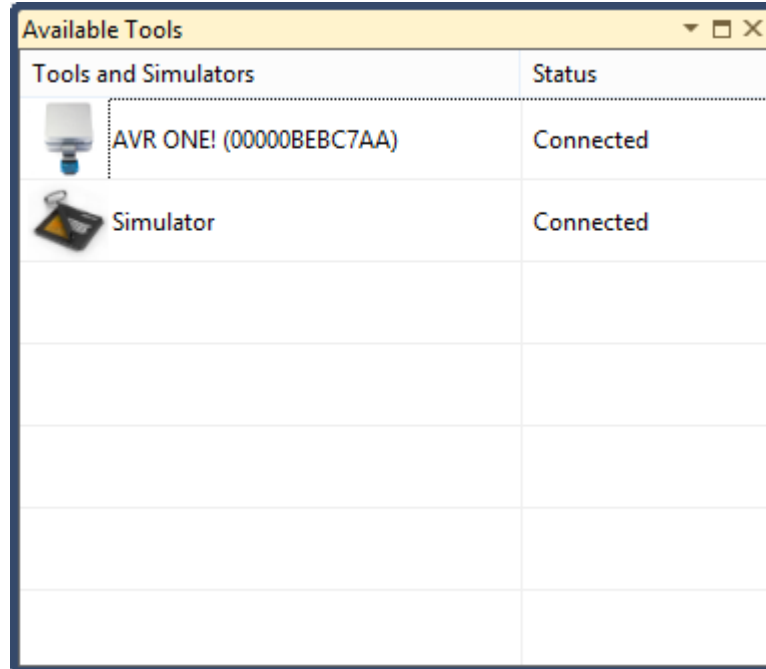 Available Tools
Tools and Simulators Status
AVR ONE! (00000BEBC7AA) Connected
Simulator Connected